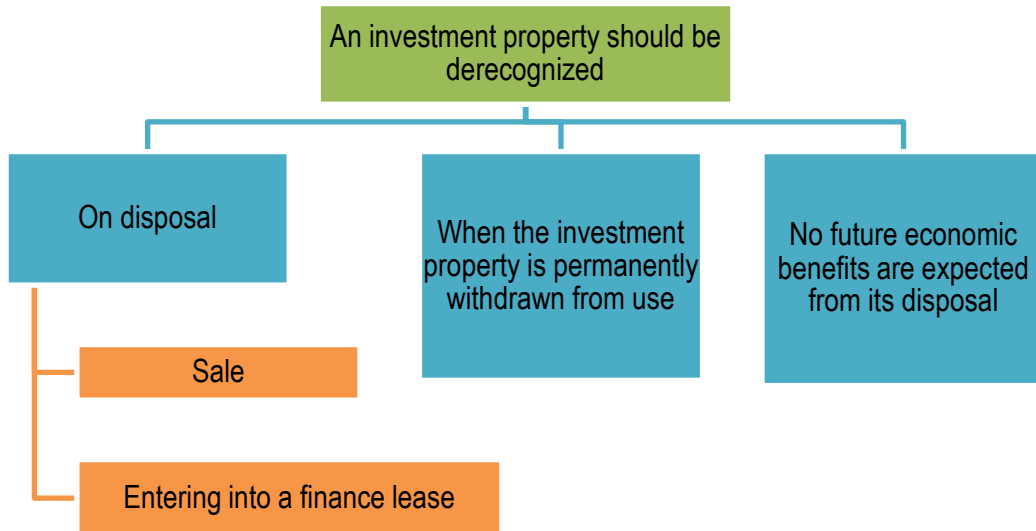 An investment property should be
derecognized
On disposal
When the investment
property is permanently
withdrawn from use
No future economic
benefits are expected
from its disposal
Sale
Entering into a finance lease